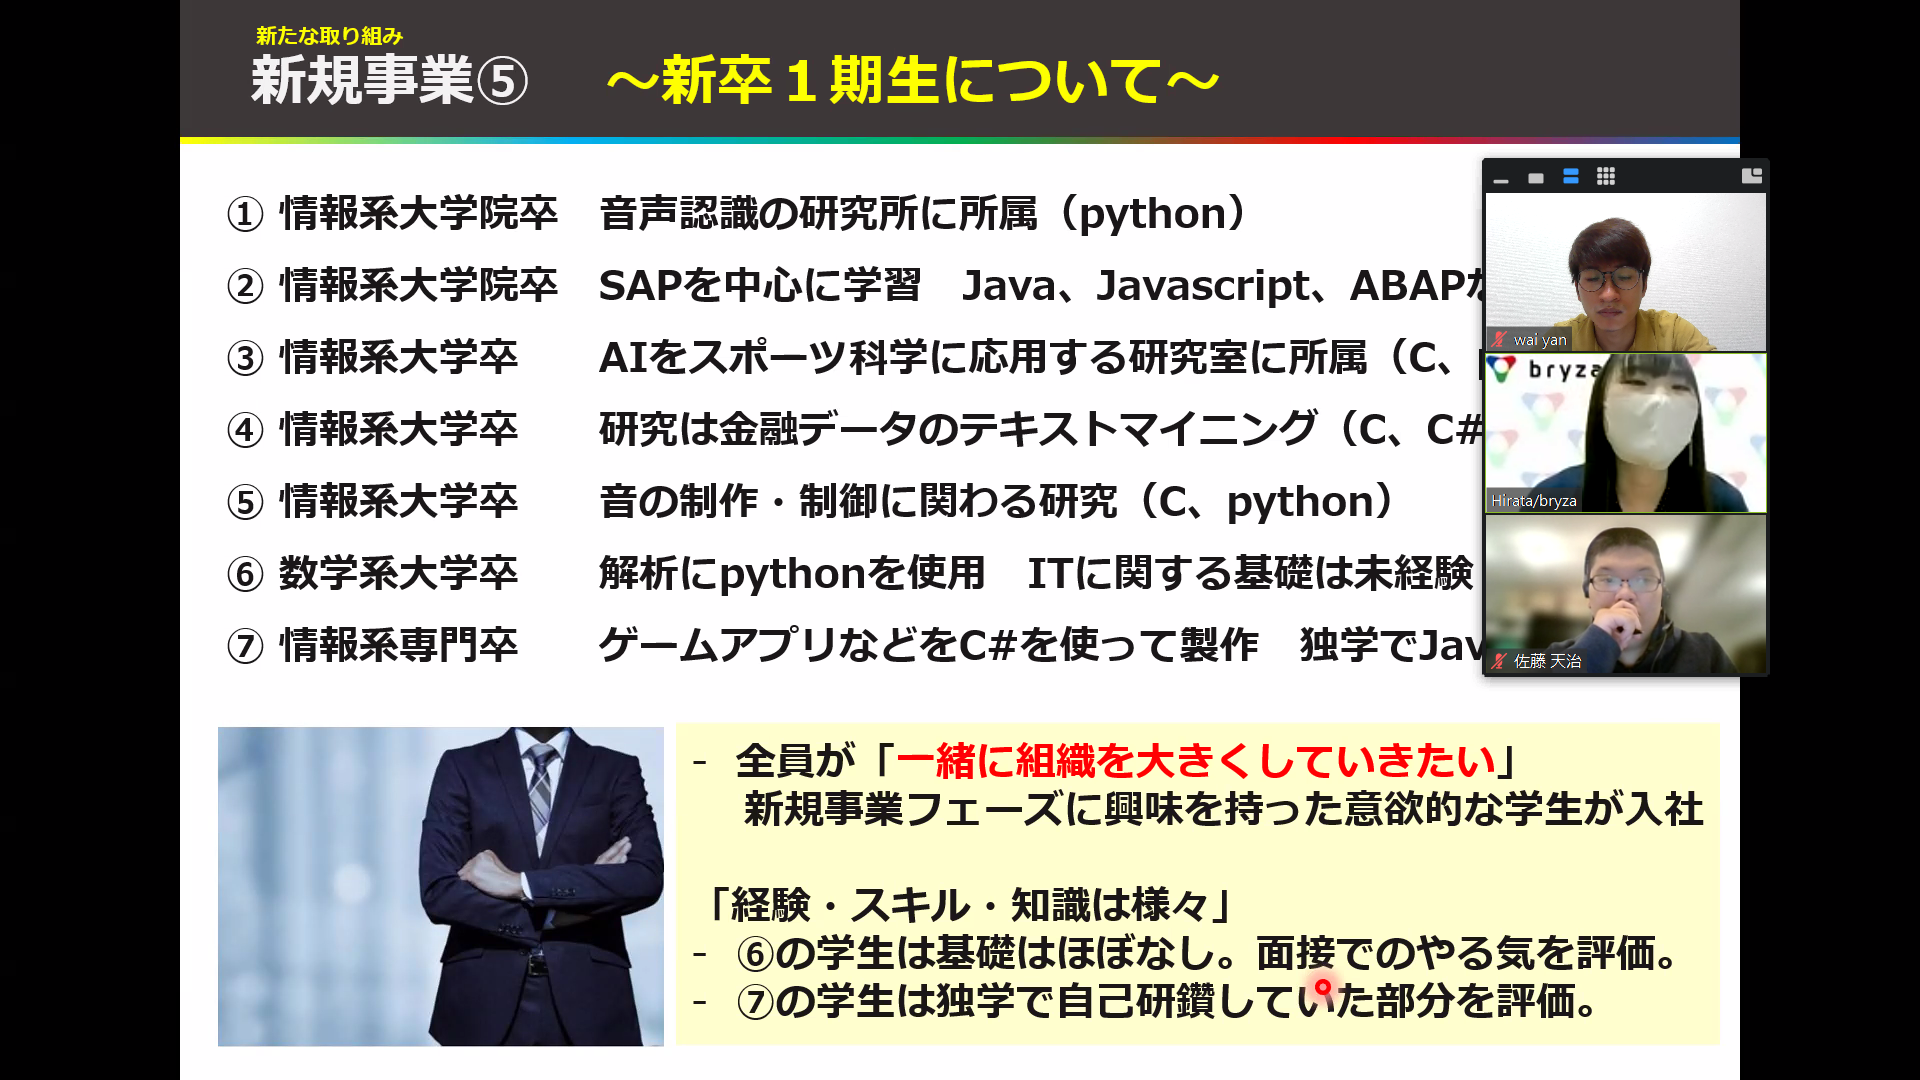 新たな取り組み
新規事業⑤　～新卒１期生について～
① 情報系大学院卒　音声認識の研究所に所属（python）
② 情報系大学院卒　SAPを中心に学習　Java、Javascript、ABAP
③ 情報系大学卒　AIをスポーツ科学に応用する研究室に所属（C、
④ 情報系大学卒　研究は金融データのテキストマイニング（C、C#
⑤ 情報系大学卒　音の制作・制御に関わる研究（C、python）
⑥ 数学系大学卒　解析にpythonを使用　ITに関する基礎は未経験
⑦ 情報系専門卒　ゲームアプリなどをC#を使って製作　独学でJav
wai yan
bryza
Hirata/bryza
佐藤 天治
- 全員が「一緒に組織を大きくしていきたい」
新規事業フェーズに興味を持った意欲的な学生が入社
「経験・スキル・知識は様々」
- ⑥の学生は基礎はほぼなし。面接でのやる気を評価。
- ⑦の学生は独学で自己研鑽していた部分を評価。